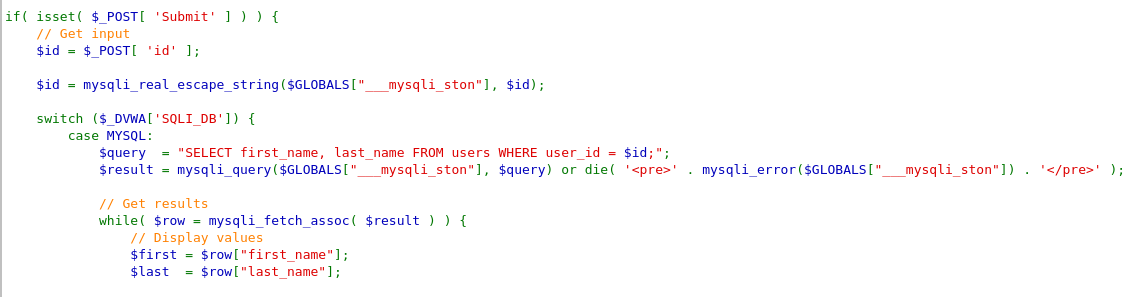 if( isset( $_POST[ 'Submit' ] ) ) {
    // Get input
    $id = $_POST[ 'id' ];

    $id = mysqli_real_escape_string($GLOBALS["___mysqli_ston"], $id);

    switch ($_DVWA['SQLI_DB']) {
        case MYSQL:
            $query  = "SELECT first_name, last_name FROM users WHERE user_id = $id;";
            $result = mysqli_query($GLOBALS["___mysqli_ston"], $query) or die( '<pre>' . mysqli_error($GLOBALS["___mysqli_ston"]) . '</pre>' );

            // Get results
            while( $row = mysqli_fetch_assoc( $result ) ) {
                // Display values
                $first = $row["first_name"];
                $last  = $row["last_name"];